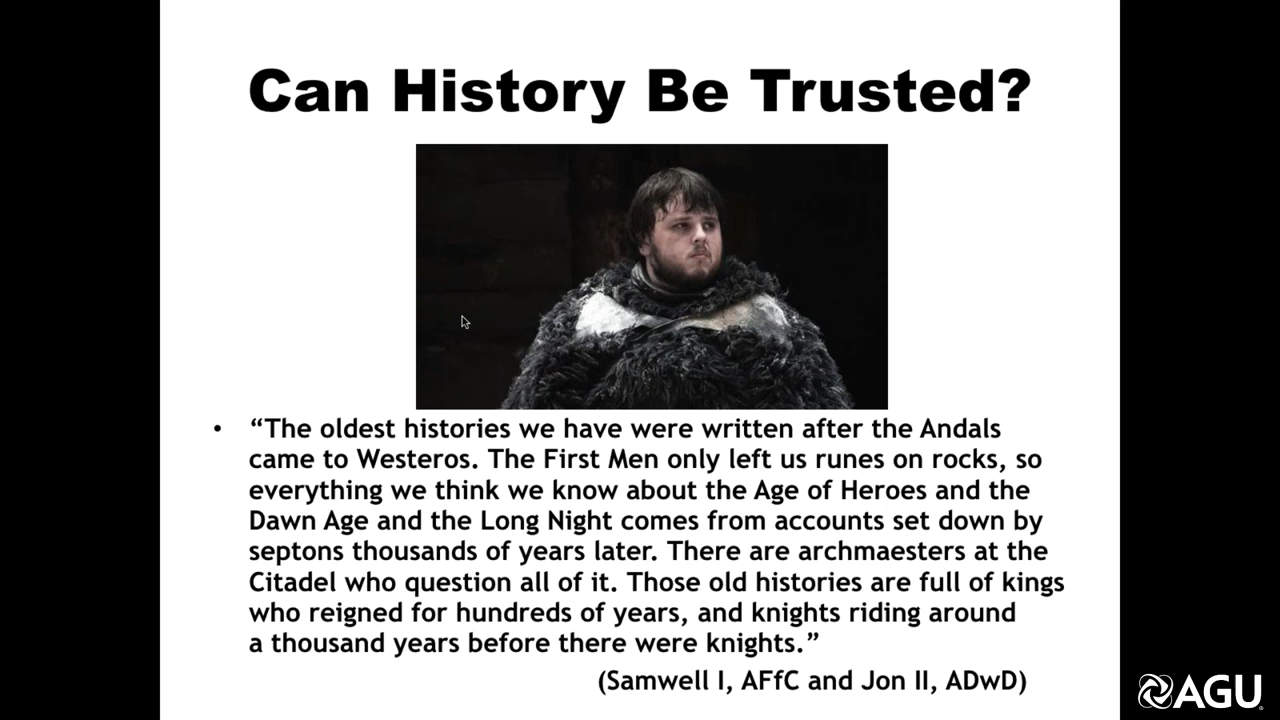 Can History Be Trusted?
• “The oldest histories we have were written after the Andals
came to Westeros. The First Men only left us runes on rocks, so
everything we think we know about the Age of Heroes and the
Dawn Age and the Long Night comes from accounts set down by
septons thousands of years later. There are archmaesters at the
Citadel who question all of it. Those old histories are full of kings
who reigned for hundreds of years, and knights riding around
a thousand years before there were knights.”
(Samwell I, AFfC and Jon II, ADwD)
AGU